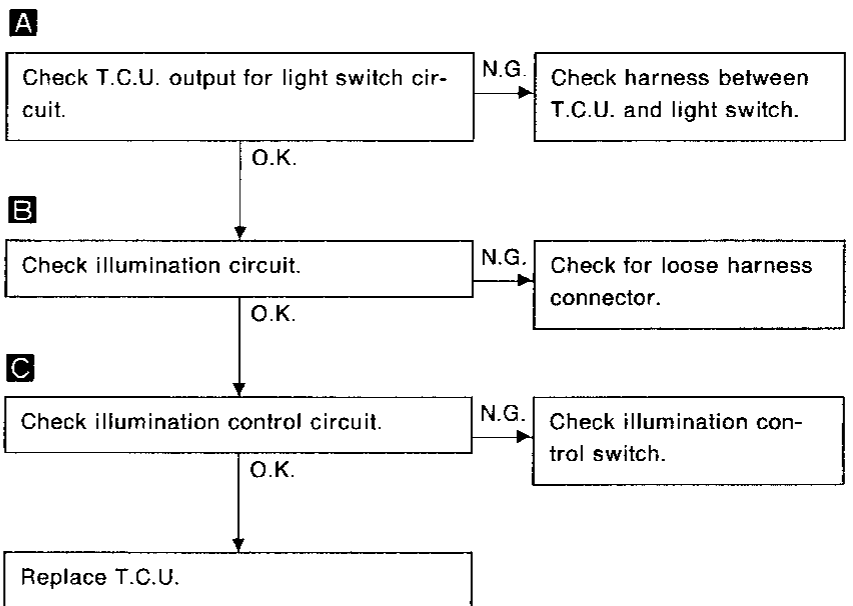 A
Check T.C.U. output for light switch cir-
cuit.
N.G.
Check harness between
T.C.U. and light switch.
O.K.
B
Check illumination circuit.
N.G.
Check for loose harness
connector.
O.K.
C
Check illumination control circuit.
N.G.
Check illumination con-
trol switch.
O.K.
Replace T.C.U.